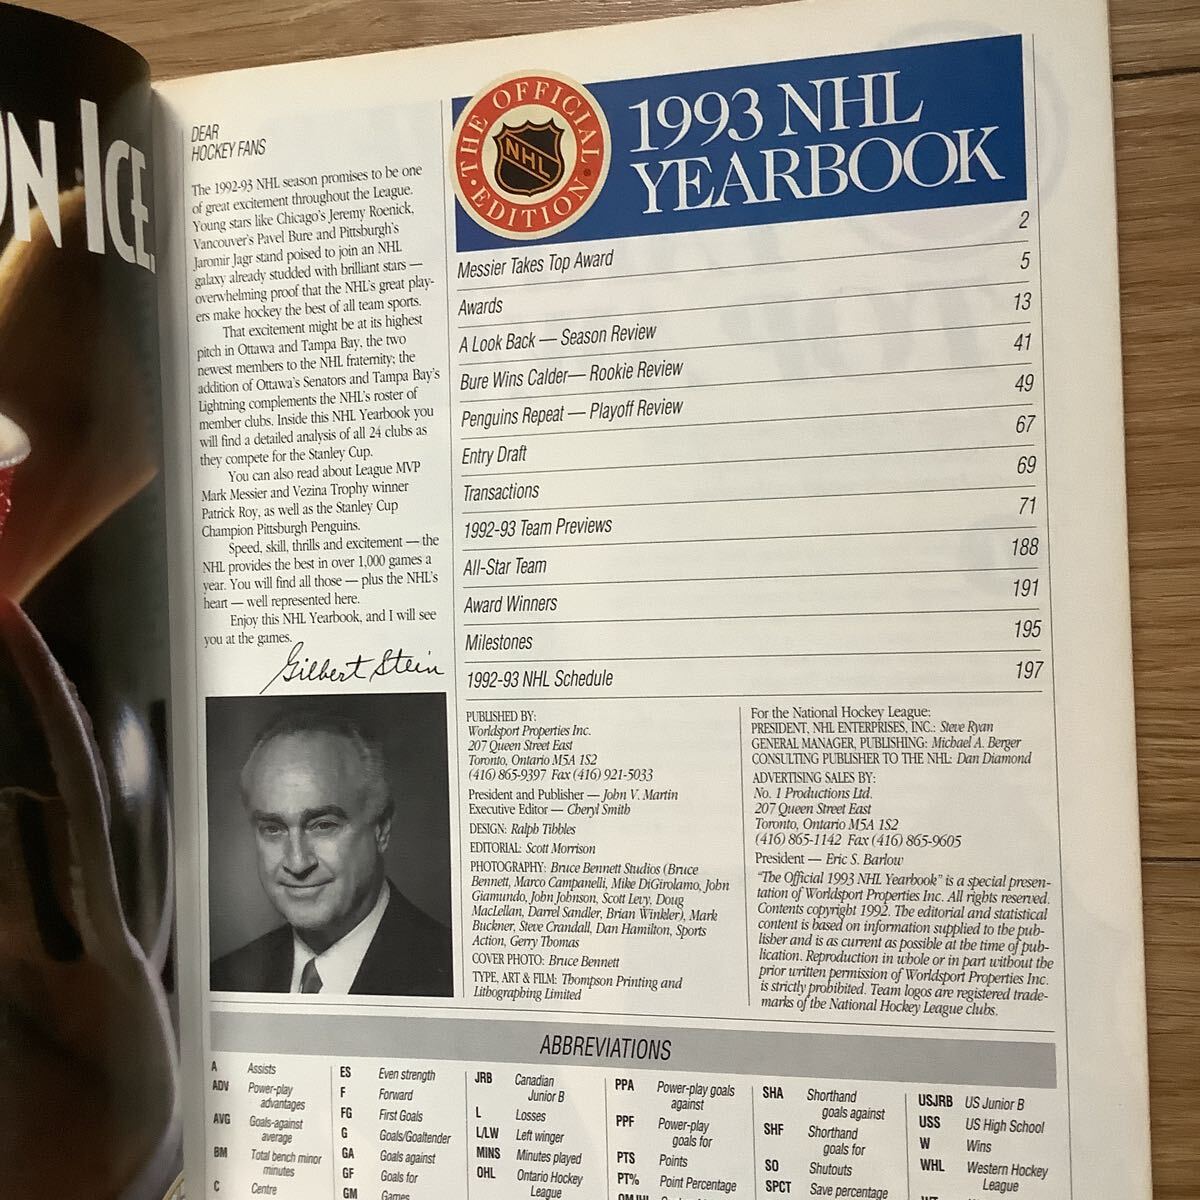 ON ICE.
DEAR
HOCKEY FANS
The 1992-93 NHL season promises to be one
of great excitement throughout the League.
Young stars like Chicago's Jeremy Roenick,
Vancouver's Pavel Bure and Pittsburgh's
Jaromir Jagr stand poised to join an NHL
galaxy already studded with brilliant stars —
overwhelming proof that the NHL's great play-
ers make hockey the best of all team sports.
That excitement might be at its highest
pitch in Ottawa and Tampa Bay, the two
newest members to the NHL fraternity; the
addition of Ottawa's Senators and Tampa Bay's
Lightning complements the NHL's roster of
member clubs. Inside this NHL Yearbook you
will find a detailed analysis of all 24 clubs as
they compete for the Stanley Cup.
You can also read about League MVP
Mark Messier and Vezina Trophy winner
Patrick Roy, as well as the Stanley Cup
Champion Pittsburgh Penguins.
Speed, skill, thrills and excitement — the
NHL provides the best in over 1,000 games a
year. You will find all those — plus the NHL's
heart — well represented here.
Enjoy this NHL Yearbook, and I will see
you at the games.
Gilbert Stein
THE OFFICIAL EDITION
NHL
1993 NHL
YEARBOOK
Messier Takes Top Award 2
Awards 5
A Look Back — Season Review 13
Bure Wins Calder — Rookie Review 41
Penguins Repeat — Playoff Review 49
Entry Draft 67
Transactions 69
1992-93 Team Previews 71
All-Star Team 188
Award Winners 191
Milestones 195
1992-93 NHL Schedule 197
PUBLISHED BY:
Worldsport Properties Inc.
207 Queen Street East
Toronto, Ontario M5A 1S2
(416) 865-9397 Fax (416) 921-5033
President and Publisher — John V. Martin
Executive Editor — Cheryl Smith
DESIGN: Ralph Tibbles
EDITORIAL: Scott Morrison
PHOTOGRAPHY: Bruce Bennett Studios (Bruce
Bennett, Marco Campanelli, Mike DiGirolamo, John
Giamundo, John Johnson, Scott Levy, Doug
MacLellan, Darrel Sandler, Brian Winkler), Mark
Buckner, Steve Crandall, Dan Hamilton, Sports
Action, Gerry Thomas
COVER PHOTO: Bruce Bennett
TYPE, ART & FILM: Thompson Printing and
Lithographing Limited
For the National Hockey League:
PRESIDENT, NHL ENTERPRISES, INC.: Steve Ryan
GENERAL MANAGER, PUBLISHING: Michael A. Berger
CONSULTING PUBLISHER TO THE NHL: Dan Diamond
ADVERTISING SALES BY:
No. 1 Productions Ltd.
207 Queen Street East
Toronto, Ontario M5A 1S2
(416) 865-1142 Fax (416) 865-9605
President — Eric S. Barlow
"The Official 1993 NHL Yearbook" is a special presen-
tation of Worldsport Properties Inc. All rights reserved.
Contents copyright 1992. The editorial and statistical
content is based on information supplied to the pub-
lisher and is as current as possible at the time of pub-
lication. Reproduction in whole or in part without the
prior written permission of Worldsport Properties Inc.
is strictly prohibited. Team logos are registered trade-
marks of the National Hockey League clubs.
ABBREVIATIONS
A Assists
ADV Power-play
advantages
AVG Goals-against
average
BM Total bench minor
minutes
C Centre
ES Even strength
F Forward
FG First Goals
G Goals/Goaltender
GA Goals against
GF Goals for
GM Games
JRB Canadian
Junior B
L Losses
L/LW Left winger
MINS Minutes played
OHL Ontario Hockey
League
PPA Power-play goals
against
PPF Power-play
goals for
PTS Points
PT% Point Percentage
SHA Shorthand
goals against
SHF Shorthand
goals for
SO Shutouts
SPCT Save percentage
USJRB US Junior B
USS US High School
W Wins
WHL Western Hockey
League